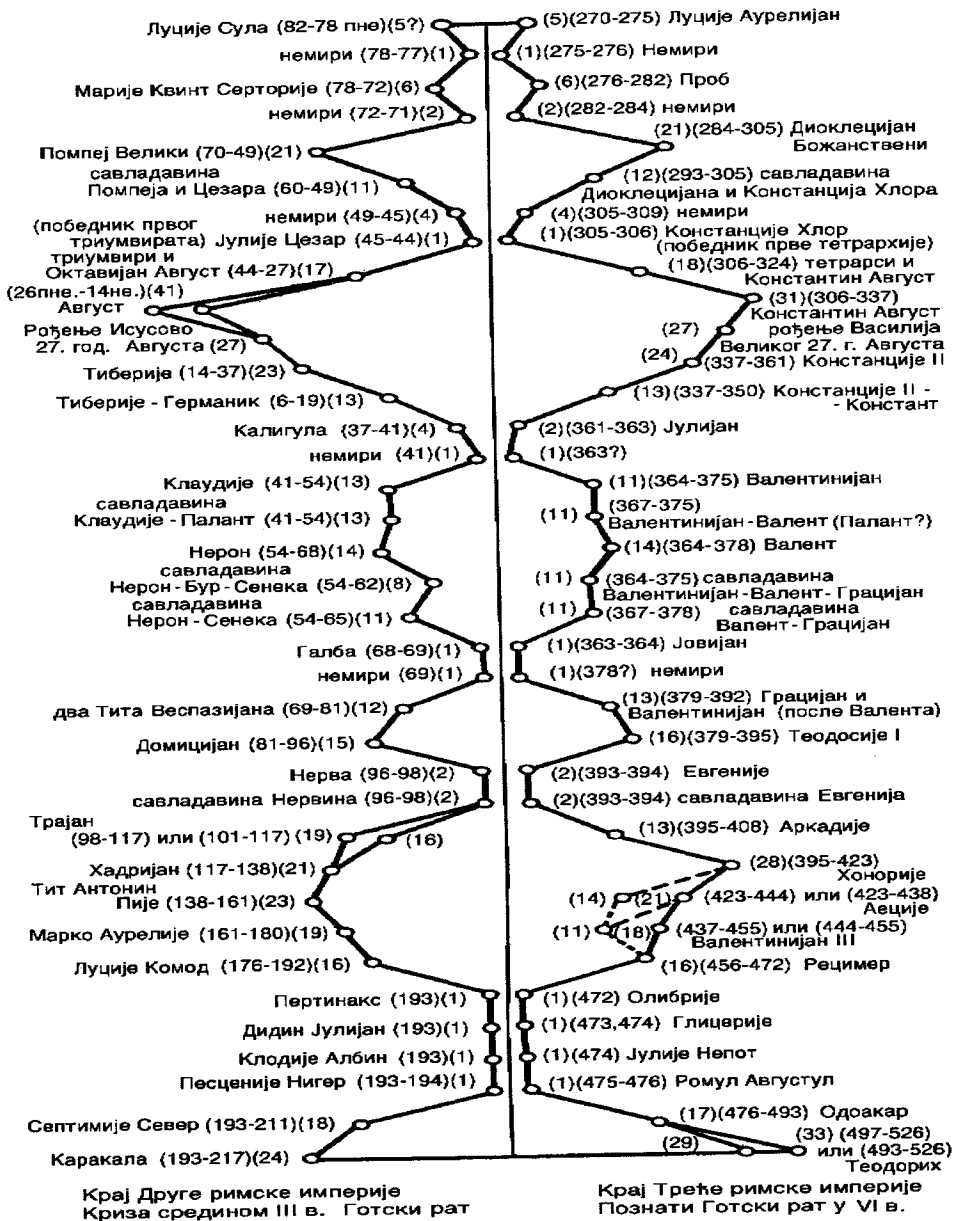 Луције Сула (82-78 пне)(5?)
немири (78-77)(1)
Марије Квинт Серторије (78-72)(6)
немири (72-71)(2)
Помпеј Велики (70-49)(21)
савладавина
Помпеја и Цезара (60-49)(11)
немири (49-45)(4)
(победник првог
триумвирата) Јулије Цезар (45-44)(1)
триумвири и
Октавијан Август (44-27)(17)
(26пне.-14не.)(41)
Август
Рођење Исусово
27. год. Августа (27)
Тиберије (14-37)(23)
Тиберије - Германик (6-19)(13)
Калигула (37-41)(4)
немири (41)(1)
Клаудије (41-54)(13)
савладавина
Клаудије - Палант (41-54)(13)
Нерон (54-68)(14)
савладавина
Нерон - Бур - Сенека (54-62)(8)
савладавина
Нерон - Сенека (54-65)(11)
Галба (68-69)(1)
немири (69)(1)
два Тита Веспазијана (69-81)(12)
Домицијан (81-96)(15)
Нерва (96-98)(2)
савладавина Нервина (96-98)(2)
Трајан
(98-117) или (101-117) (19)
(16)
Хадријан (117-138)(21)
Тит Антонин
Пије (138-161)(23)
Марко Аурелије (161-180)(19)
Луције Комод (176-192)(16)
Пертинакс (193)(1)
Дидин Јулијан (193)(1)
Клодије Албин (193)(1)
Песценије Нигер (193-194)(1)
Септимије Север (193-211)(18)
Каракала (193-217)(24)
Крај Друге римске империје
Криза средином III в. Готски рат
(5)(270-275) Луције Аурелијан
(1)(275-276) Немири
(6)(276-282) Проб
(2)(282-284) немири
(21)(284-305) Диоклецијан
Божанствени
(12)(293-305) савладавина
Диоклецијана и Констанција Хлора
(4)(305-309) немири
(1)(305-306) Констанције Хлор
(победник прве тетрархије)
(18)(306-324) тетрарси и
Константин Август
(31)(306-337)
Константин Август
(27) рођење Василија
Великог 27. г. Августа
(24) (337-361) Констанције II
(13)(337-350) Констанције II -
- Констант
(2)(361-363) Јулијан
(1)(363?)
(11)(364-375) Валентинијан
(367-375)
(11) Валентинијан-Валент (Палант?)
(14)(364-378) Валент
(11) (364-375) савладавина
Валентинијан-Валент-Грацијан
(11) (367-378) савладавина
Валент-Грацијан
(1)(363-364) Јовијан
(1)(378?) немири
(13)(379-392) Грацијан и
Валентинијан (после Валента)
(16)(379-395) Теодосије I
(2)(393-394) Евгеније
(2)(393-394) савладавина Евгенија
(13)(395-408) Аркадије
(28)(395-423)
Хонорије
(14) (21) (423-444) или (423-438)
Аеције
(11) (18) (437-455) или (444-455)
Валентинијан III
(16)(456-472) Рецимер
(1)(472) Олибрије
(1)(473,474) Глицерије
(1)(474) Јулије Непот
(1)(475-476) Ромул Августул
(17)(476-493) Одоакар
(33) (497-526)
(29) или (493-526)
Теодорих
Крај Треће римске империје
Познати Готски рат у VI в.